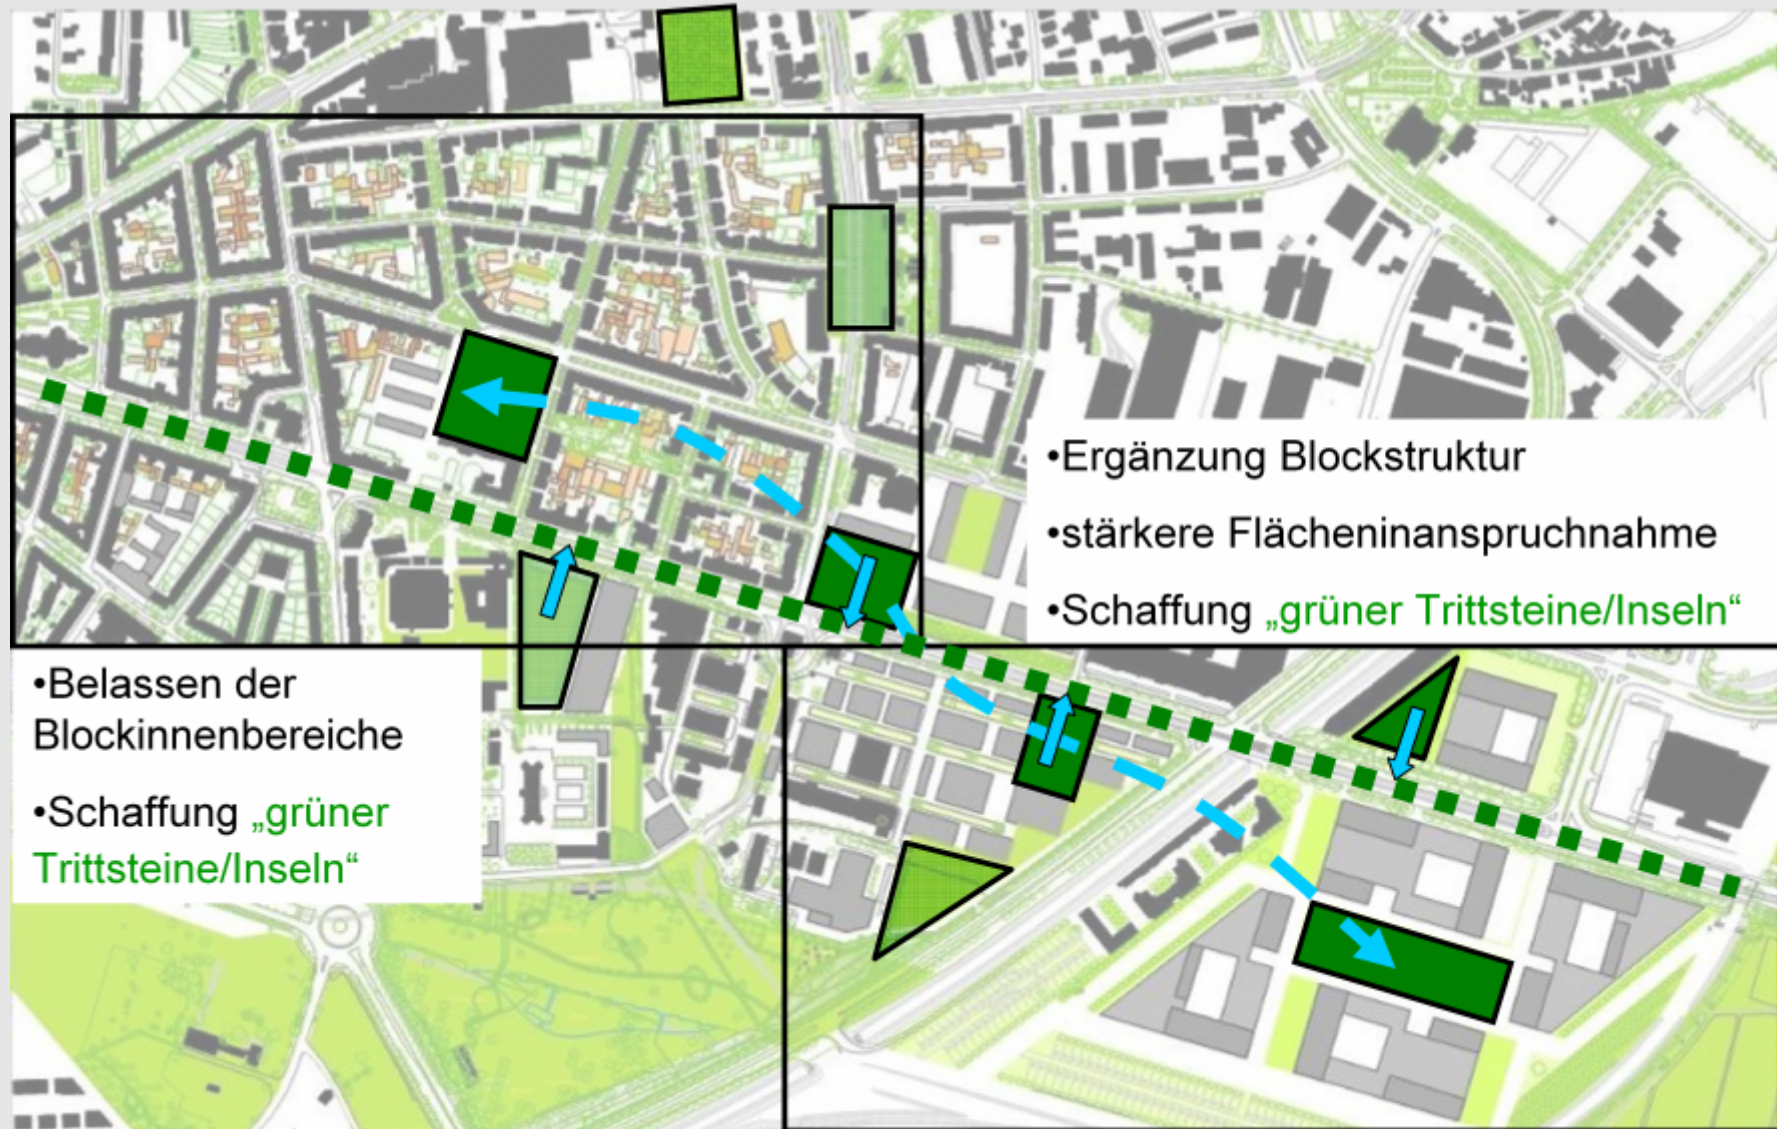 •Ergänzung Blockstruktur
•stärkere Flächeninanspruchnahme
•Schaffung „grüner Trittsteine/Inseln“
•Belassen der
Blockinnenbereiche
•Schaffung „grüner
Trittsteine/Inseln“